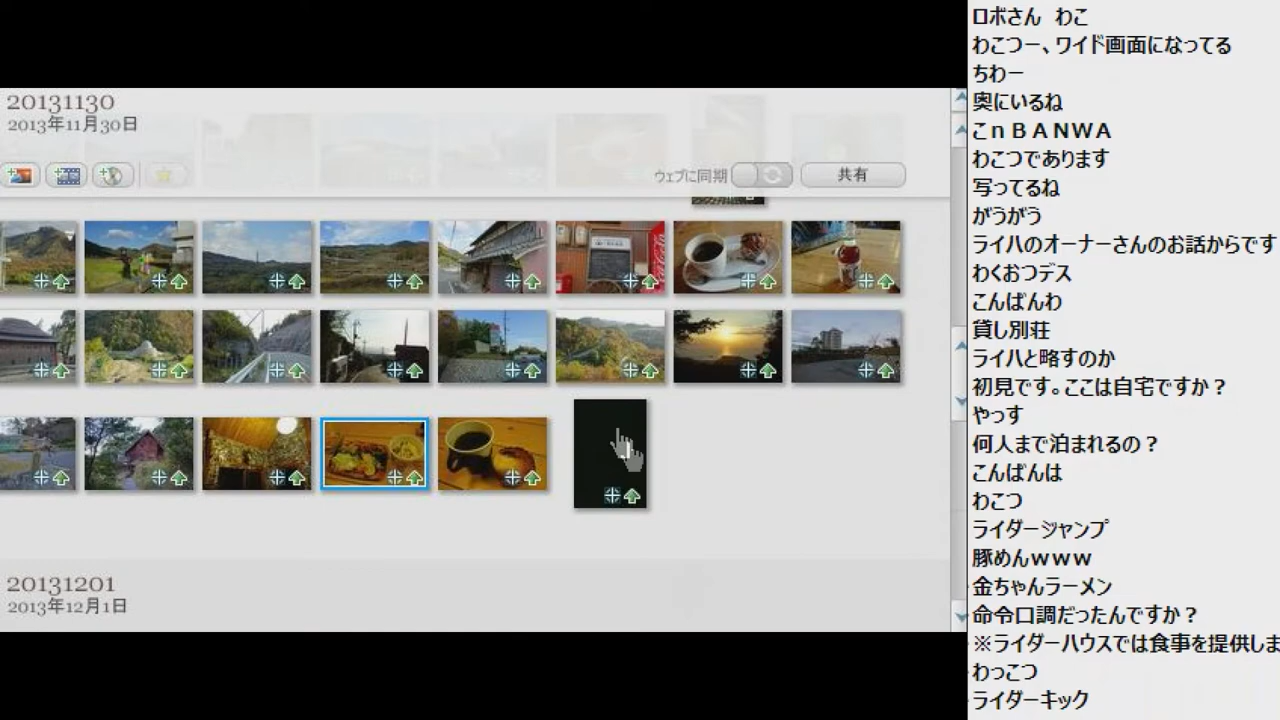 20131130
2013年11月30日
ウェブに同期
共有
20131201
2013年12月1日
ロボさん　わこ
わこつー、ワイド画面になってる
ちわー
奥にいるね
こｎＢＡＮＷＡ
わこつであります
写ってるね
がうがう
ライハのオーナーさんのお話からです
わくおつデス
こんばんわ
貸し別荘
ライハと略すのか
初見です。ここは自宅ですか？
やっす
何人まで泊まれるの？
こんばんは
わこつ
ライダージャンプ
豚めんｗｗｗ
金ちゃんラーメン
命令口調だったんですか？
※ライダーハウスでは食事を提供しま
わっこつ
ライダーキック